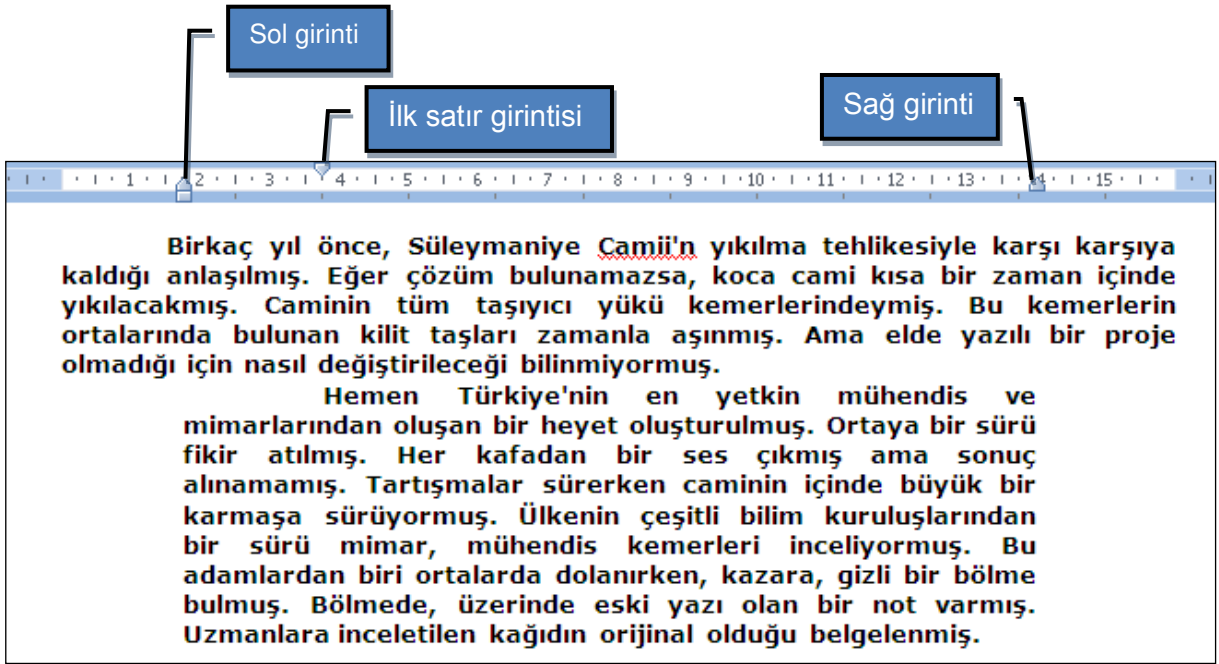 Sol girinti
İlk satır girintisi
Sağ girinti
1 2 3 4 5 6 7 8 9 10 11 12 13 14 15
Birkaç yıl önce, Süleymaniye Camii'n yıkılma tehlikesiyle karşı karşıya
kaldığı anlaşılmış. Eğer çözüm bulunamazsa, koca cami kısa bir zaman içinde
yıkılacakmış. Caminin tüm taşıyıcı yükü kemerlerindeymiş. Bu kemerlerin
ortalarında bulunan kilit taşları zamanla aşınmış. Ama elde yazılı bir proje
olmadığı için nasıl değiştirileceği bilinmiyormuş.
Hemen Türkiye'nin en yetkin mühendis ve
mimarlarından oluşan bir heyet oluşturulmuş. Ortaya bir sürü
fikir atılmış. Her kafadan bir ses çıkmış ama sonuç
alınamamış. Tartışmalar sürerken caminin içinde büyük bir
karmaşa sürüyormuş. Ülkenin çeşitli bilim kuruluşlarından
bir sürü mimar, mühendis kemerleri inceliyormuş. Bu
adamlardan biri ortalarda dolanırken, kazara, gizli bir bölme
bulmuş. Bölmede, üzerinde eski yazı olan bir not varmış.
Uzmanlara inceletilen kağıdın orijinal olduğu belgelenmiş.